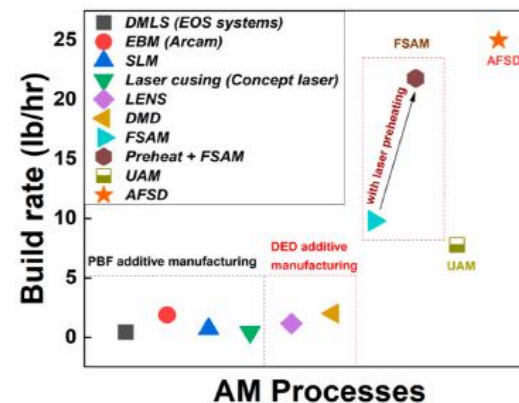 DMLS (EOS systems)
EBM (Arcam)
SLM
Laser cusing (Concept laser)
LENS
DMD
FSAM
Preheat + FSAM
UAM
AFSD
FSAM
AFSD
with laser preheating
UAM
PBF additive manufacturing
DED additive
manufacturing
25
20
15
10
5
0
Build rate (lb/hr)
AM Processes